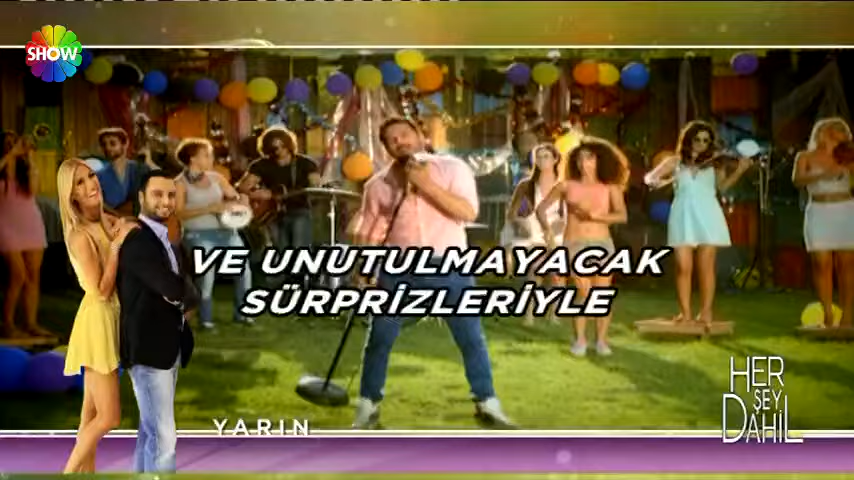 SHOW
VE UNUTULMAYACAK
SÜRPRİZLERİYLE
HER
ŞEY
DAHİL
YARIN